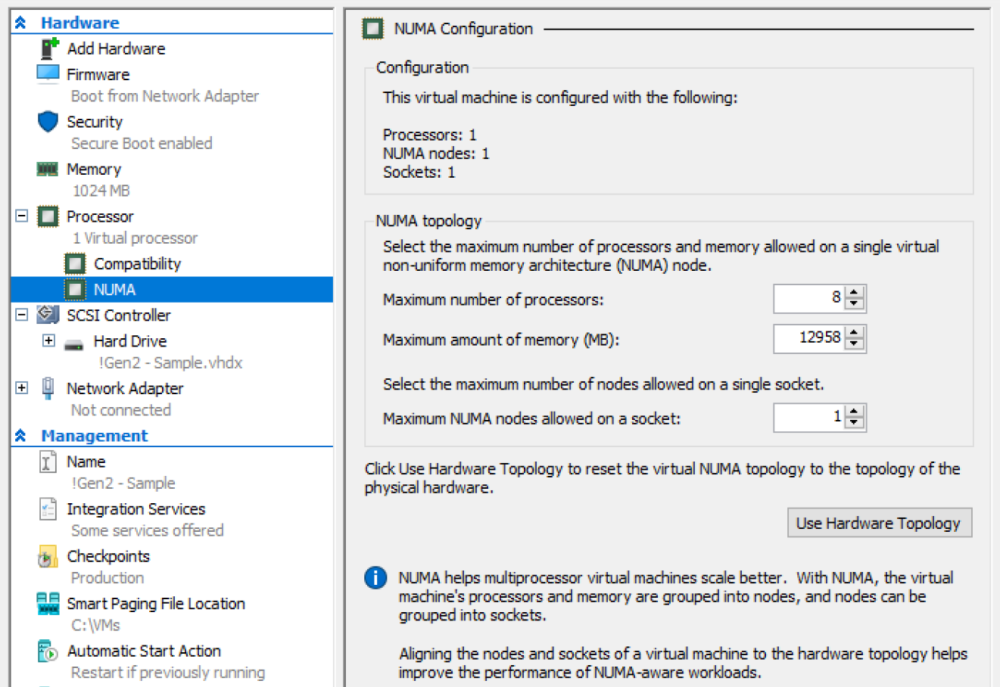 Hardware
Add Hardware
Firmware
Boot from Network Adapter
Security
Secure Boot enabled
Memory
1024 MB
Processor
1 Virtual processor
Compatibility
NUMA
SCSI Controller
Hard Drive
!Gen2 - Sample.vhdx
Network Adapter
Not connected
Management
Name
!Gen2 - Sample
Integration Services
Some services offered
Checkpoints
Production
Smart Paging File Location
C:\VMs
Automatic Start Action
Restart if previously running
NUMA Configuration
Configuration
This virtual machine is configured with the following:
Processors: 1
NUMA nodes: 1
Sockets: 1
NUMA topology
Select the maximum number of processors and memory allowed on a single virtual
non-uniform memory architecture (NUMA) node.
Maximum number of processors: 8
Maximum amount of memory (MB): 12958
Select the maximum number of nodes allowed on a single socket.
Maximum NUMA nodes allowed on a socket: 1
Click Use Hardware Topology to reset the virtual NUMA topology to the topology of the
physical hardware.
Use Hardware Topology
NUMA helps multiprocessor virtual machines scale better.  With NUMA, the virtual
machine's processors and memory are grouped into nodes, and nodes can be
grouped into sockets.
Aligning the nodes and sockets of a virtual machine to the hardware topology helps
improve the performance of NUMA-aware workloads.